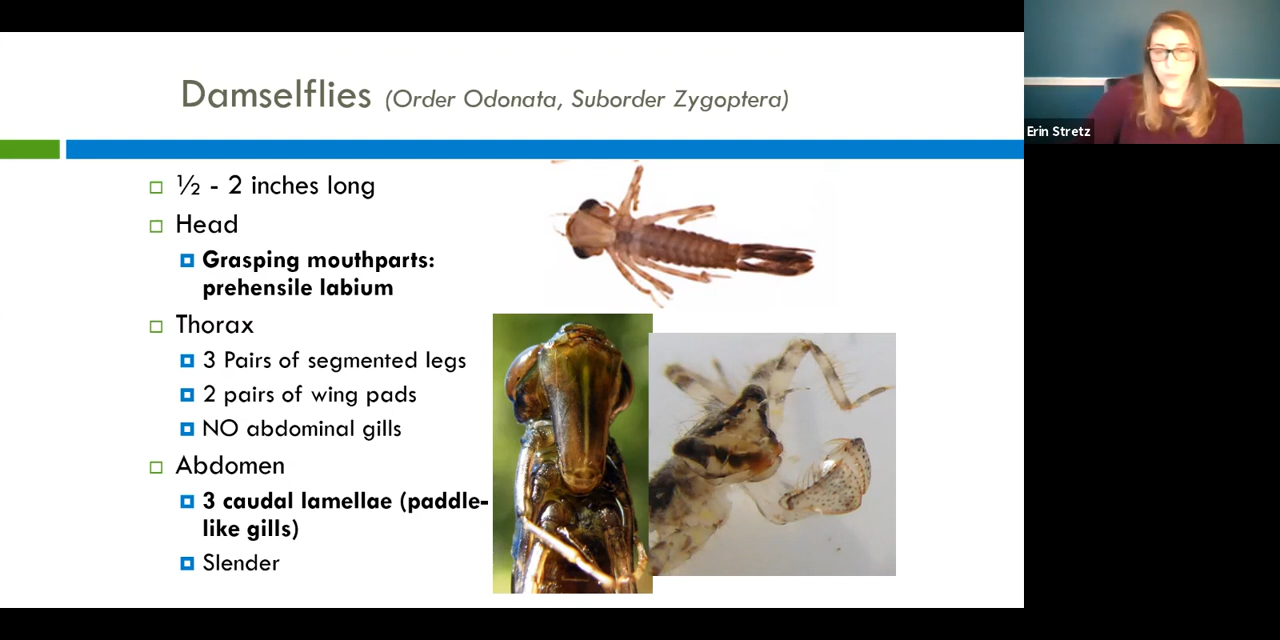 Damselflies (Order Odonata, Suborder Zygoptera)
½ - 2 inches long
Head
Grasping mouthparts:
prehensile labium
Thorax
3 Pairs of segmented legs
2 pairs of wing pads
NO abdominal gills
Abdomen
3 caudal lamellae (paddle-
like gills)
Slender
Erin Stretz